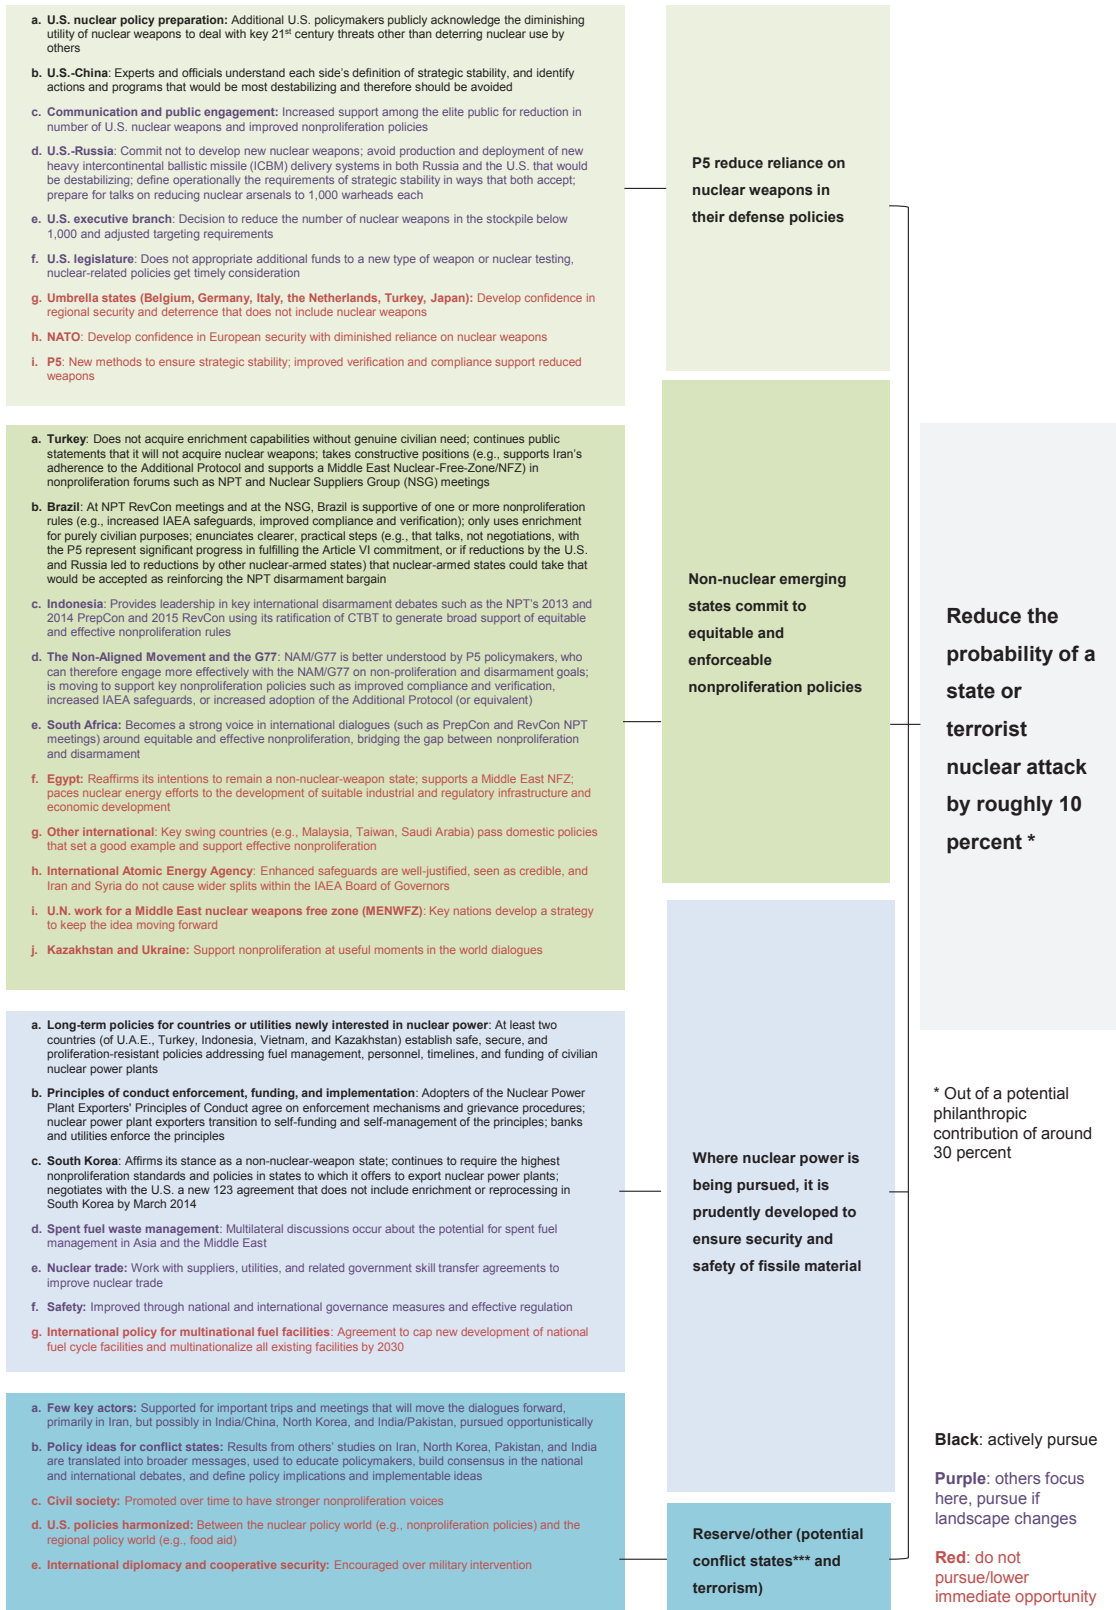 a. U.S. nuclear policy preparation: Additional U.S. policymakers publicly acknowledge the diminishing
utility of nuclear weapons to deal with key 21st century threats other than deterring nuclear use by
others
b. U.S.-China: Experts and officials understand each side's definition of strategic stability, and identify
actions and programs that would be most destabilizing and therefore should be avoided
c. Communication and public engagement: Increased support among the elite public for reduction in
number of U.S. nuclear weapons and improved nonproliferation policies
d. U.S.-Russia: Commit not to develop new nuclear weapons; avoid production and deployment of new
heavy intercontinental ballistic missile (ICBM) delivery systems in both Russia and the U.S. that would
be destabilizing; define operationally the requirements of strategic stability in ways that both accept;
prepare for talks on reducing nuclear arsenals to 1,000 warheads each
e. U.S. executive branch: Decision to reduce the number of nuclear weapons in the stockpile below
1,000 and adjusted targeting requirements
f. U.S. legislature: Does not appropriate additional funds to a new type of weapon or nuclear testing,
nuclear-related policies get timely consideration
g. Umbrella states (Belgium, Germany, Italy, the Netherlands, Turkey, Japan): Develop confidence in
regional security and deterrence that does not include nuclear weapons
h. NATO: Develop confidence in European security with diminished reliance on nuclear weapons
i. P5: New methods to ensure strategic stability; improved verification and compliance support reduced
weapons
P5 reduce reliance on
nuclear weapons in
their defense policies
a. Turkey: Does not acquire enrichment capabilities without genuine civilian need; continues public
statements that it will not acquire nuclear weapons; takes constructive positions (e.g., supports Iran's
adherence to the Additional Protocol and supports a Middle East Nuclear-Free-Zone/NFZ) in
nonproliferation forums such as NPT and Nuclear Suppliers Group (NSG) meetings
b. Brazil: At NPT RevCon meetings and at the NSG, Brazil is supportive of one or more nonproliferation
rules (e.g., increased IAEA safeguards, improved compliance and verification); only uses enrichment
for purely civilian purposes; enunciates clearer, practical steps (e.g., that talks, not negotiations, with
the P5 represent significant progress in fulfilling the Article VI commitment, or if reductions by the U.S.
and Russia led to reductions by other nuclear-armed states) that nuclear-armed states could take that
would be accepted as reinforcing the NPT disarmament bargain
c. Indonesia: Provides leadership in key international disarmament debates such as the NPT's 2013 and
2014 PrepCon and 2015 RevCon using its ratification of CTBT to generate broad support of equitable
and effective nonproliferation rules
d. The Non-Aligned Movement and the G77: NAM/G77 is better understood by P5 policymakers, who
can therefore engage more effectively with the NAM/G77 on non-proliferation and disarmament goals;
is moving to support key nonproliferation policies such as improved compliance and verification,
increased IAEA safeguards, or increased adoption of the Additional Protocol (or equivalent)
e. South Africa: Becomes a strong voice in international dialogues (such as PrepCon and RevCon NPT
meetings) around equitable and effective nonproliferation, bridging the gap between nonproliferation
and disarmament
f. Egypt: Reaffirms its intentions to remain a non-nuclear-weapon state; supports a Middle East NFZ;
paces nuclear energy efforts to the development of suitable industrial and regulatory infrastructure and
economic development
g. Other international: Key swing countries (e.g., Malaysia, Taiwan, Saudi Arabia) pass domestic policies
that set a good example and support effective nonproliferation
h. International Atomic Energy Agency: Enhanced safeguards are well-justified, seen as credible, and
Iran and Syria do not cause wider splits within the IAEA Board of Governors
i. U.N. work for a Middle East nuclear weapons free zone (MENWFZ): Key nations develop a strategy
to keep the idea moving forward
j. Kazakhstan and Ukraine: Support nonproliferation at useful moments in the world dialogues
Non-nuclear emerging
states commit to
equitable and
enforceable
nonproliferation policies
a. Long-term policies for countries or utilities newly interested in nuclear power: At least two
countries (of U.A.E., Turkey, Indonesia, Vietnam, and Kazakhstan) establish safe, secure, and
proliferation-resistant policies addressing fuel management, personnel, timelines, and funding of civilian
nuclear power plants
b. Principles of conduct enforcement, funding, and implementation: Adopters of the Nuclear Power
Plant Exporters' Principles of Conduct agree on enforcement mechanisms and grievance procedures;
nuclear power plant exporters transition to self-funding and self-management of the principles; banks
and utilities enforce the principles
c. South Korea: Affirms its stance as a non-nuclear-weapon state; continues to require the highest
nonproliferation standards and policies in states to which it offers to export nuclear power plants;
negotiates with the U.S. a new 123 agreement that does not include enrichment or reprocessing in
South Korea by March 2014
d. Spent fuel waste management: Multilateral discussions occur about the potential for spent fuel
management in Asia and the Middle East
e. Nuclear trade: Work with suppliers, utilities, and related government skill transfer agreements to
improve nuclear trade
f. Safety: Improved through national and international governance measures and effective regulation
g. International policy for multinational fuel facilities: Agreement to cap new development of national
fuel cycle facilities and multinationalize all existing facilities by 2030
Where nuclear power is
being pursued, it is
prudently developed to
ensure security and
safety of fissile material
a. Few key actors: Supported for important trips and meetings that will move the dialogues forward,
primarily in Iran, but possibly in India/China, North Korea, and India/Pakistan, pursued opportunistically
b. Policy ideas for conflict states: Results from others' studies on Iran, North Korea, Pakistan, and India
are translated into broader messages, used to educate policymakers, build consensus in the national
and international debates, and define policy implications and implementable ideas
c. Civil society: Promoted over time to have stronger nonproliferation voices
d. U.S. policies harmonized: Between the nuclear policy world (e.g., nonproliferation policies) and the
regional policy world (e.g., food aid)
e. International diplomacy and cooperative security: Encouraged over military intervention
Reserve/other (potential
conflict states*** and
terrorism)
Reduce the
probability of a
state or
terrorist
nuclear attack
by roughly 10
percent *
* Out of a potential
philanthropic
contribution of around
30 percent
Black: actively pursue
Purple: others focus
here, pursue if
landscape changes
Red: do not
pursue/lower
immediate opportunity